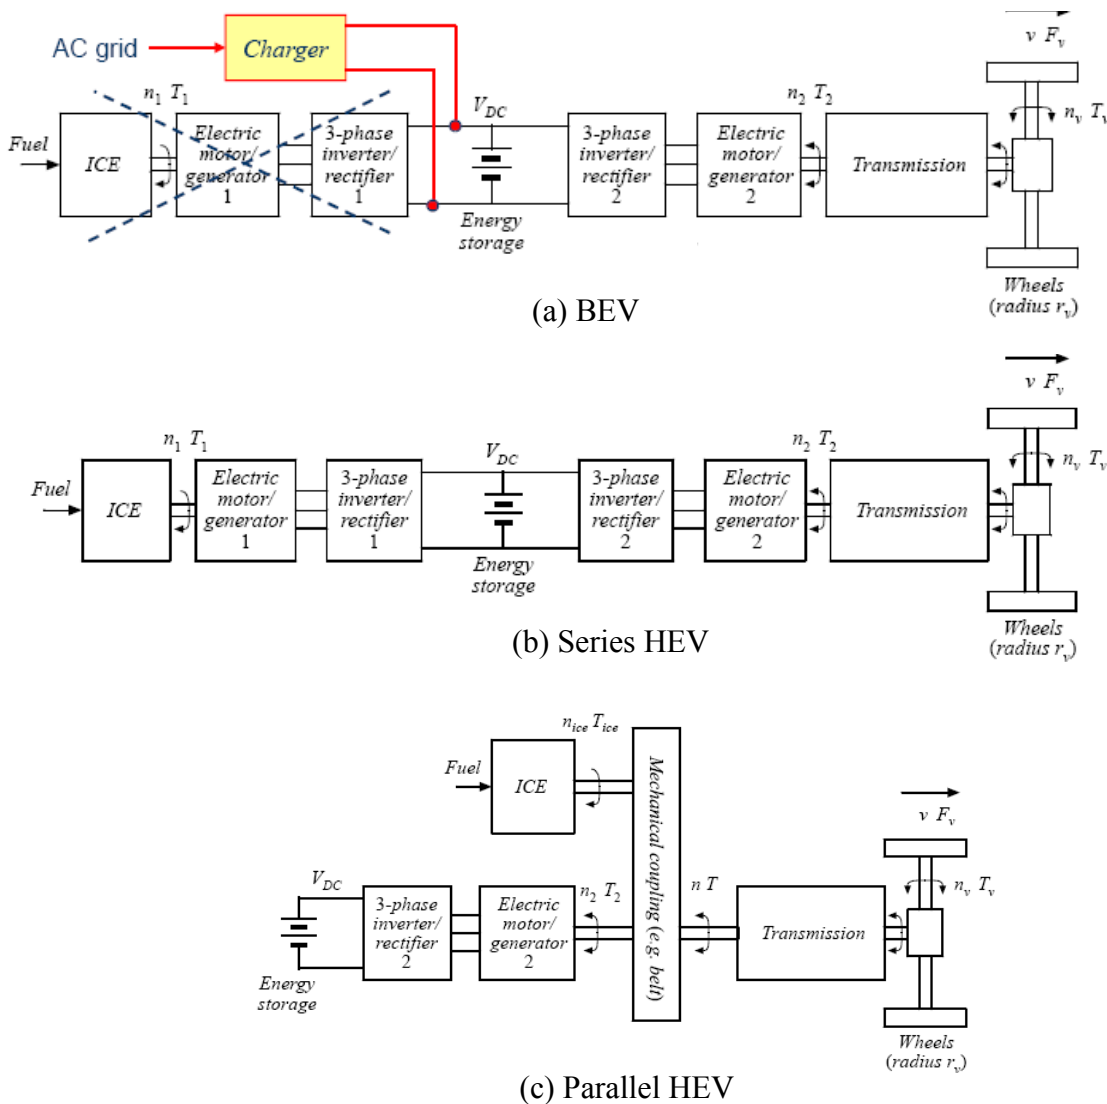 v F_v
AC grid
Charger
n_1 T_1
V_DC
n_2 T_2
n_v T_v
Fuel
ICE
Electric
motor/
generator
1
3-phase
inverter/
rectifier
1
Energy
storage
3-phase
inverter/
rectifier
2
Electric
motor/
generator
2
Transmission
Wheels
(radius r_v)
(a) BEV
v F_v
n_1 T_1
V_DC
n_2 T_2
n_v T_v
Fuel
ICE
Electric
motor/
generator
1
3-phase
inverter/
rectifier
1
Energy
storage
3-phase
inverter/
rectifier
2
Electric
motor/
generator
2
Transmission
Wheels
(radius r_v)
(b) Series HEV
n_ice T_ice
Fuel
ICE
Mechanical coupling (e.g. belt)
v F_v
V_DC
3-phase
inverter/
rectifier
2
Electric
motor/
generator
2
n_2 T_2
n T
Transmission
n_v T_v
Energy
storage
Wheels
(radius r_v)
(c) Parallel HEV